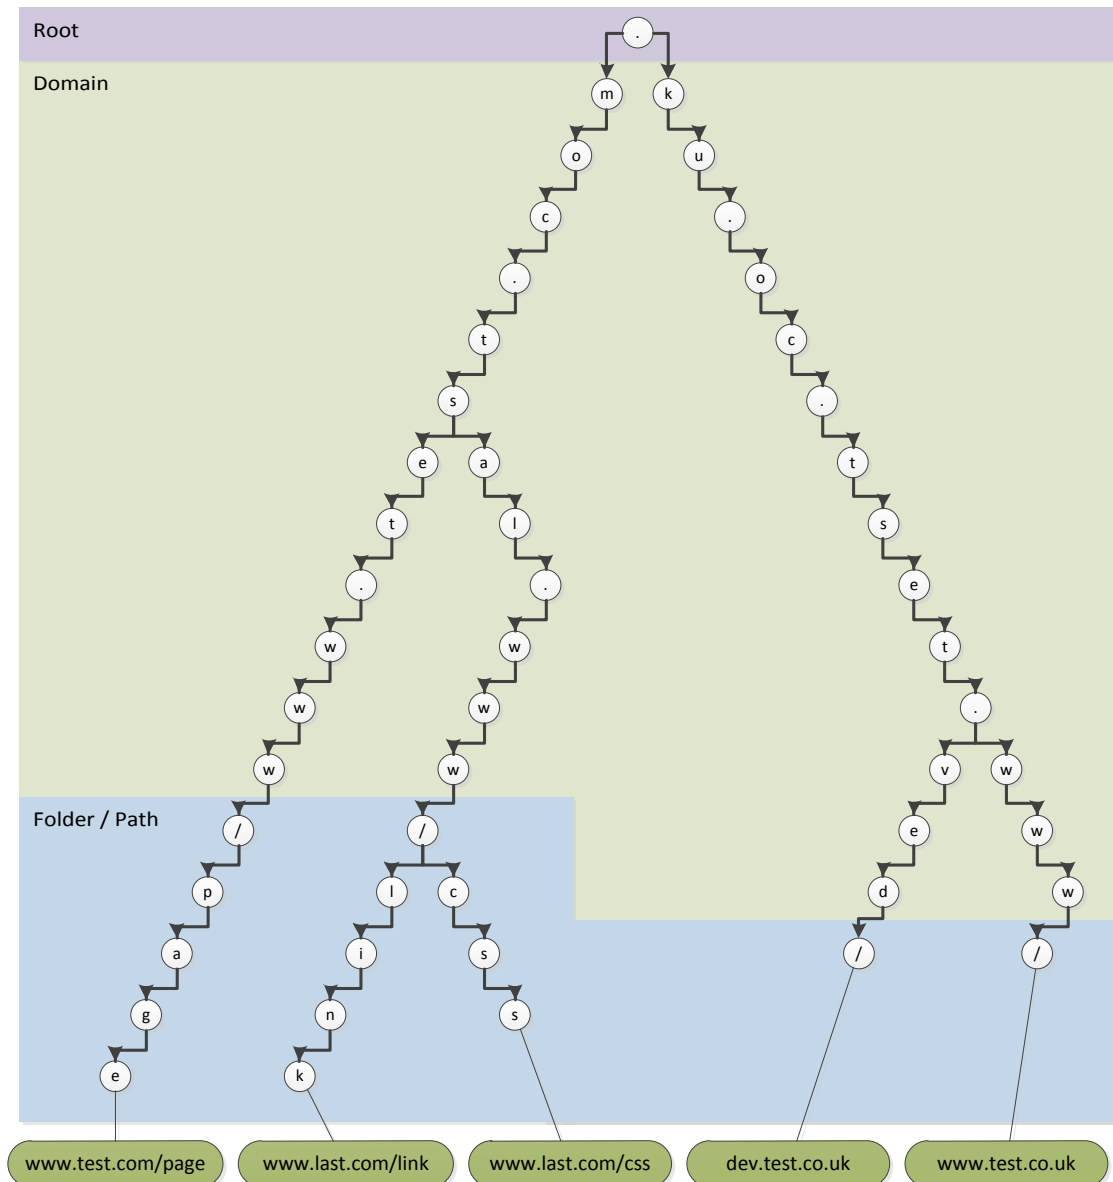 Root
.
Domain
m k
o u
c .
. o
t c
s .
e a t
t l s
. . e
w w t
w w .
w w v w
Folder / Path
/ / e w
p l c d w
a i s / /
g n s
e k
www.test.com/page www.last.com/link www.last.com/css dev.test.co.uk www.test.co.uk